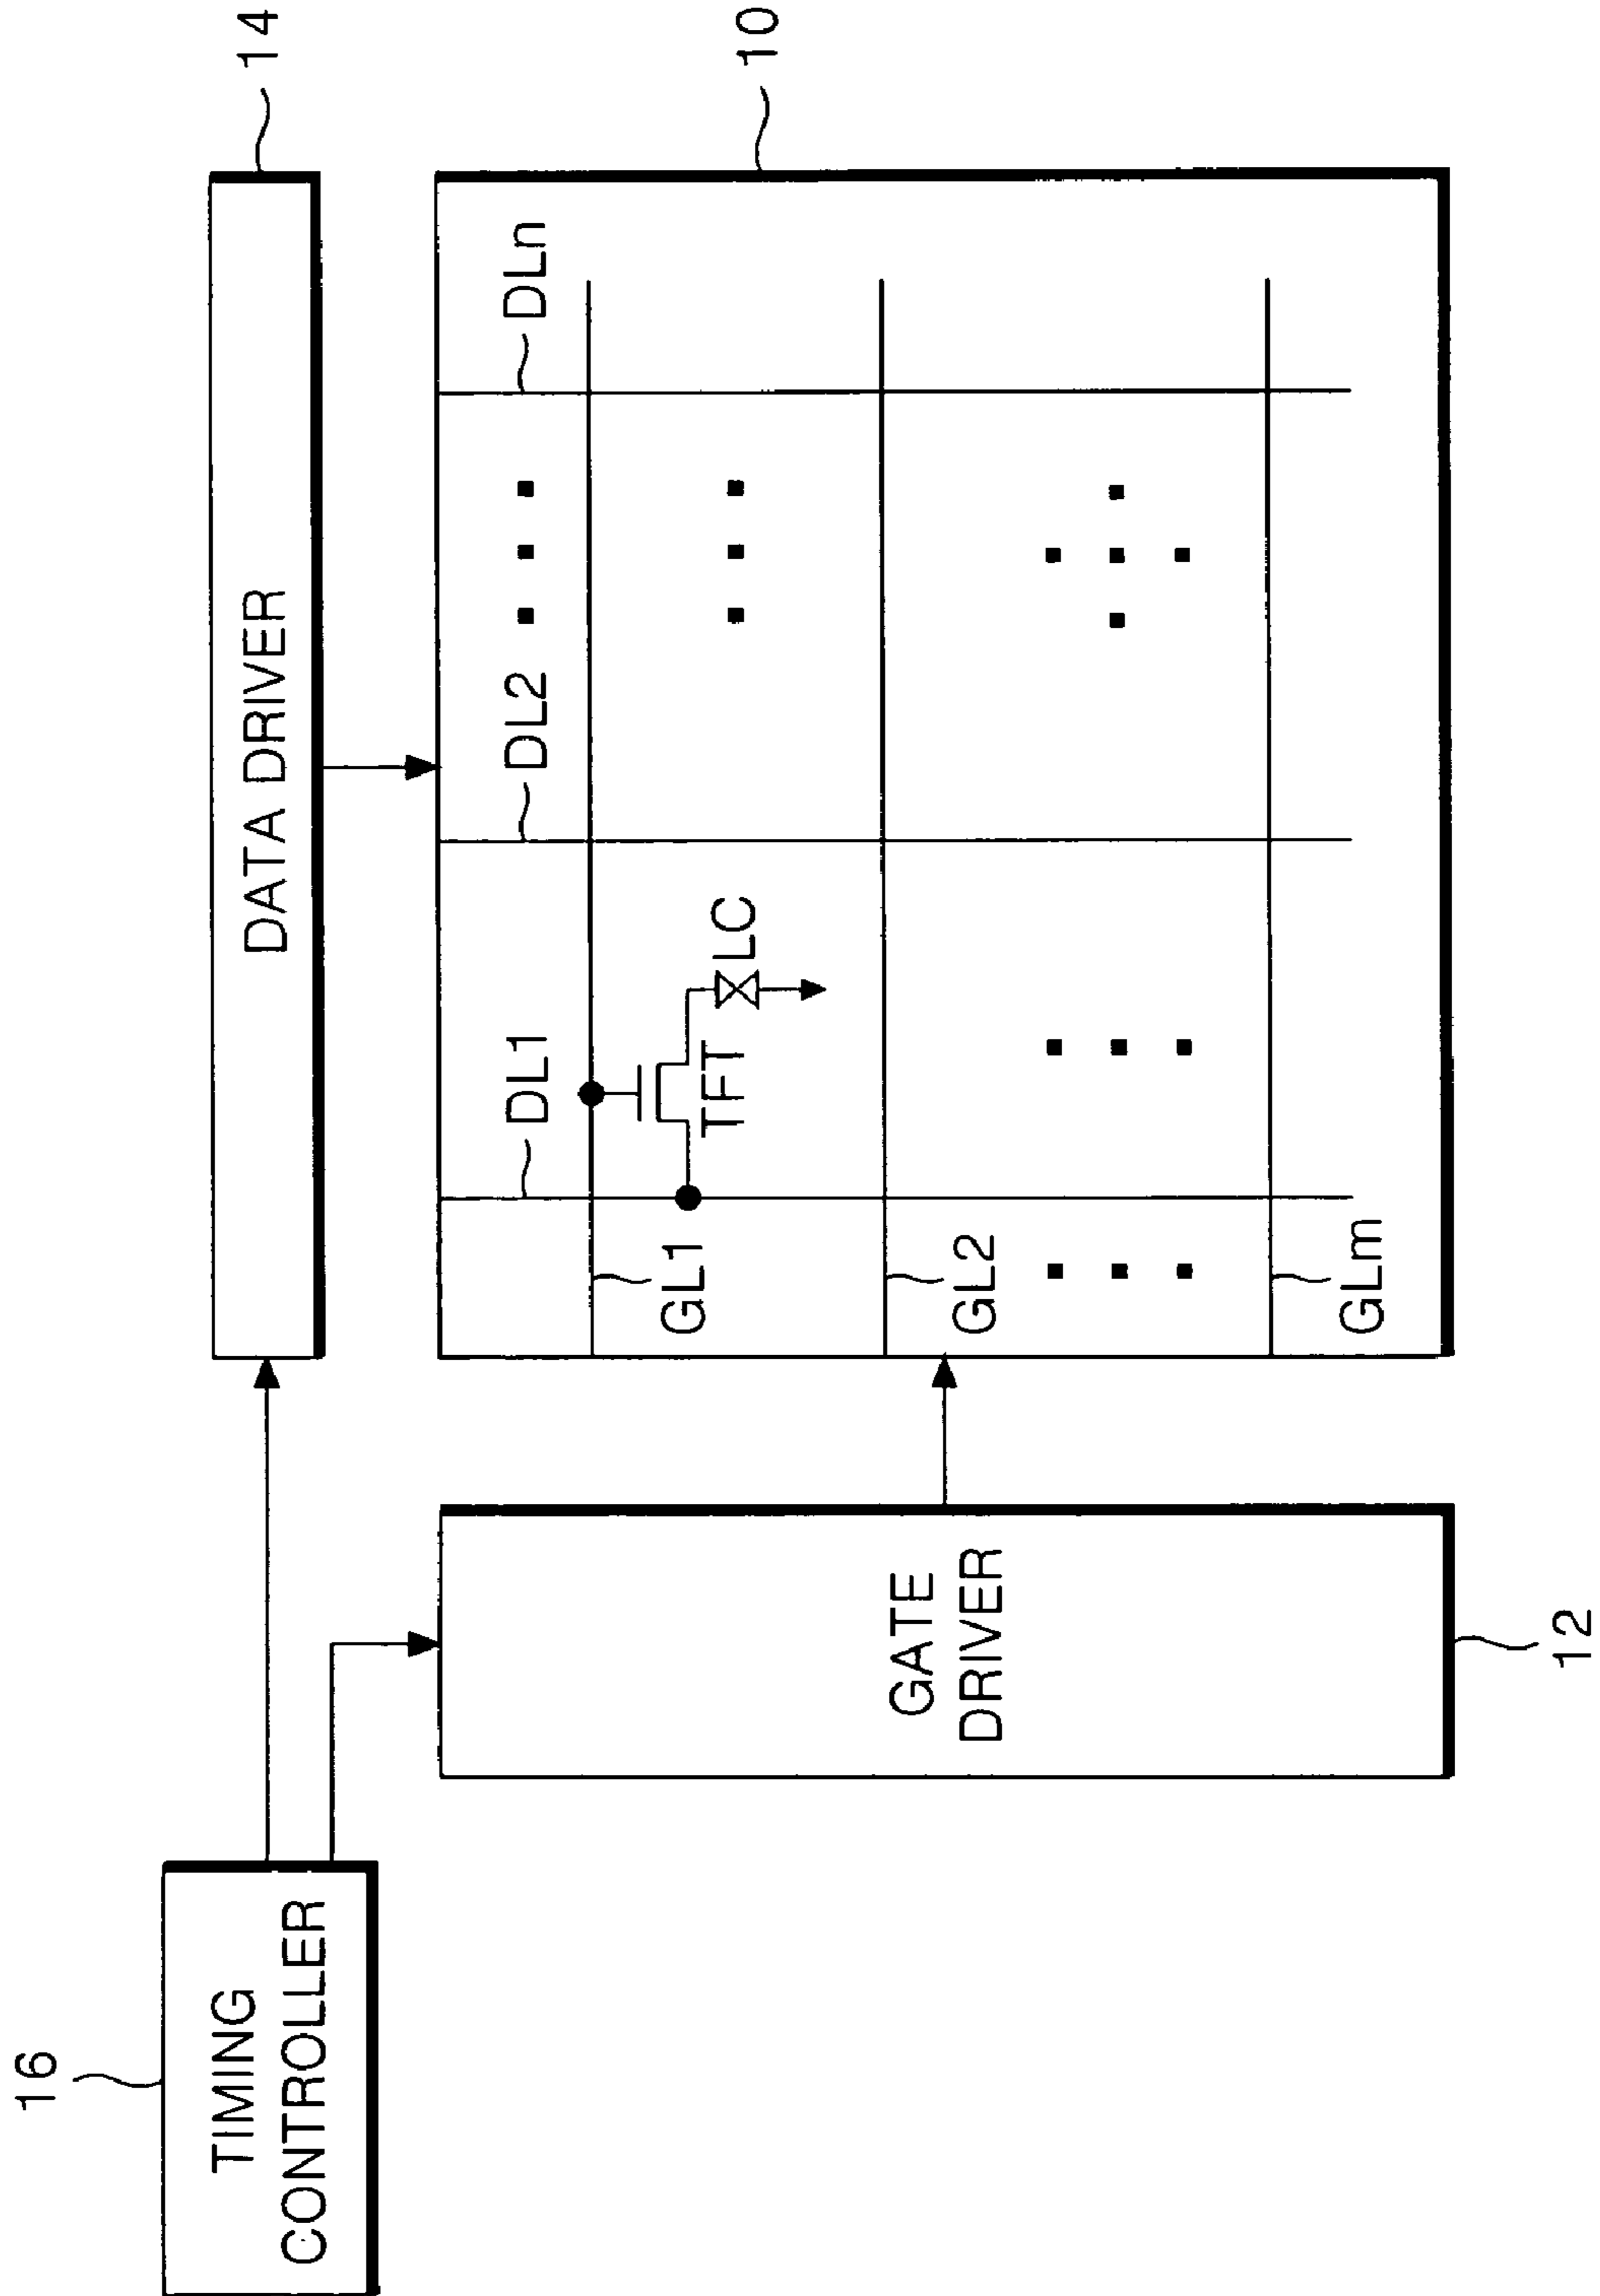 16
TIMING
CONTROLLER
DATA DRIVER
14
GATE
DRIVER
12
10
DL1
DL2
DLn
GL1
TFT
LC
GL2
GLm